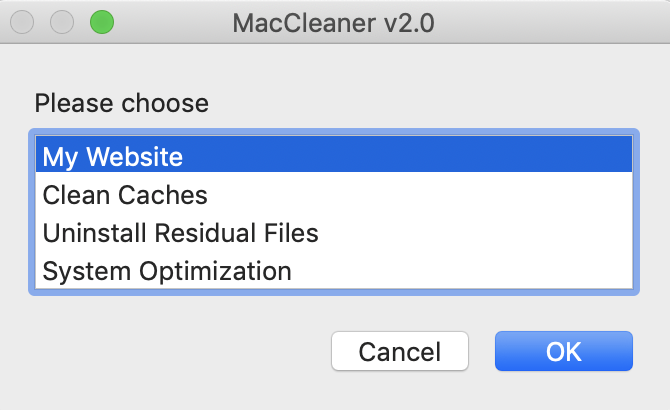 MacCleaner v2.0
Please choose
My Website
Clean Caches
Uninstall Residual Files
System Optimization
Cancel
OK